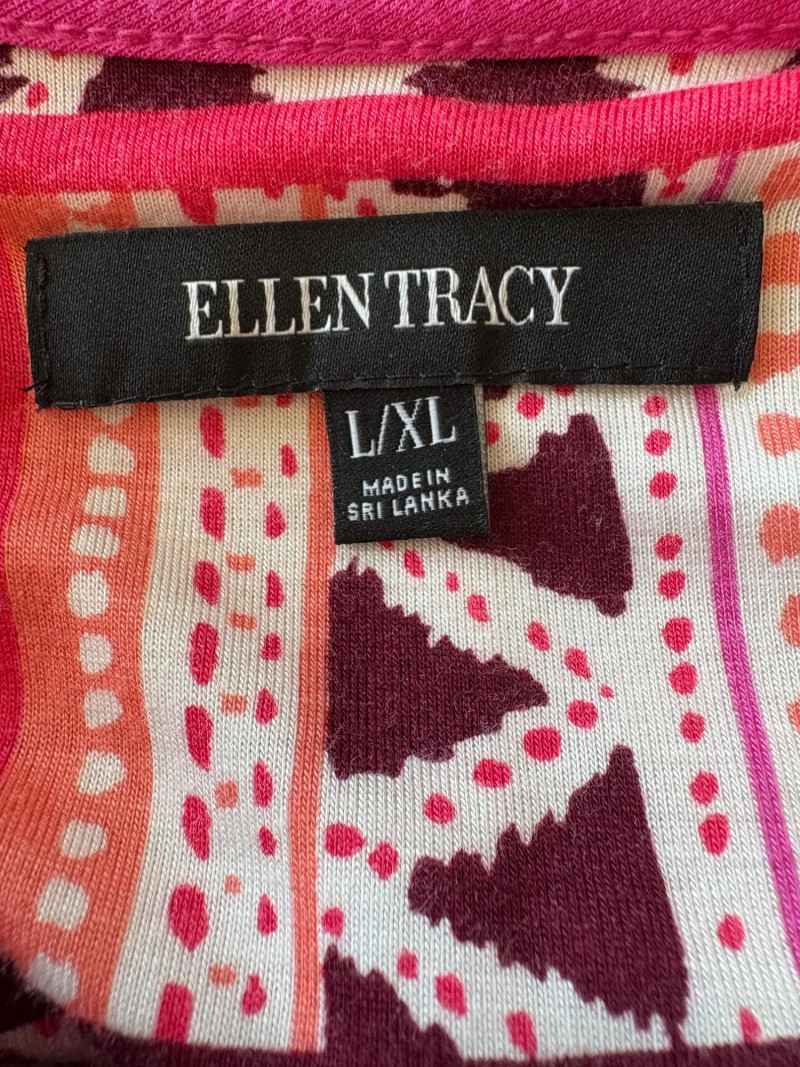 ELLEN TRACY
L/XL
MADE IN
SRI LANKA